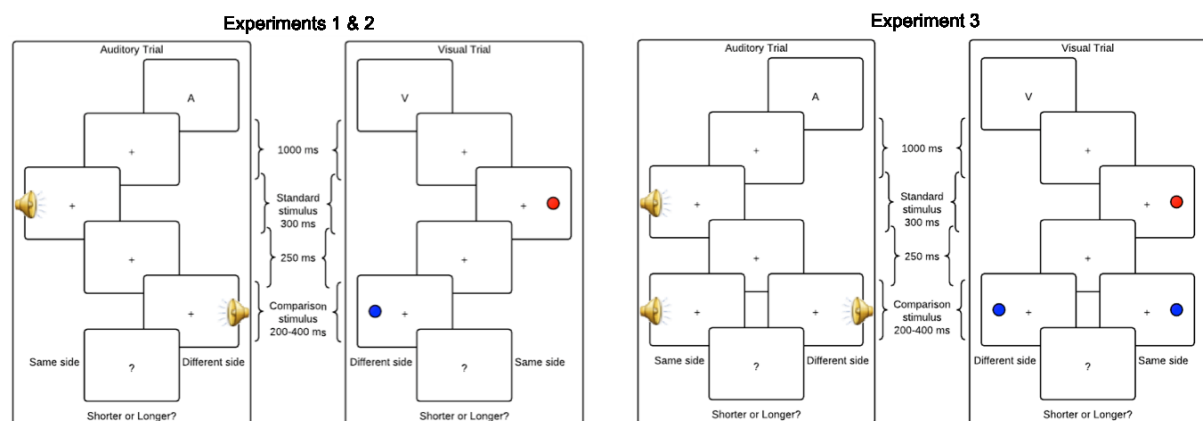 Experiments 1 & 2
Auditory Trial
A
+
+
+
+
Same side
Different side
?
Shorter or Longer?
1000 ms
Standard
stimulus
300 ms
250 ms
Comparison
stimulus
200-400 ms
Visual Trial
V
+
+
+
+
Different side
Same side
?
Shorter or Longer?
Experiment 3
Auditory Trial
A
+
+
+
+
+
Same side
Different side
?
Shorter or Longer?
1000 ms
Standard
stimulus
300 ms
250 ms
Comparison
stimulus
200-400 ms
Visual Trial
V
+
+
+
+
+
Different side
Same side
?
Shorter or Longer?